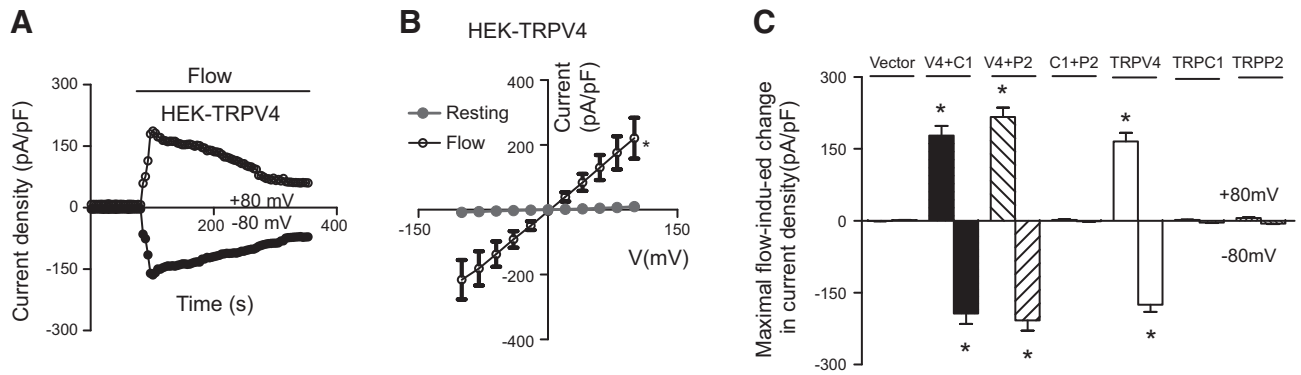 A
Flow
HEK-TRPV4
Current density (pA/pF)
300
150
0
-150
-300
+80 mV
-80 mV
200
400
Time (s)
B
HEK-TRPV4
Resting
Flow
Current
(pA/pF)
400
200
-200
-400
-150
150
V(mV)
*
C
Vector
V4+C1
V4+P2
C1+P2
TRPV4
TRPC1
TRPP2
Maximal flow-indu-ed change
in current density(pA/pF)
300
150
0
-150
-300
* * *
+80mV
-80mV
* * *